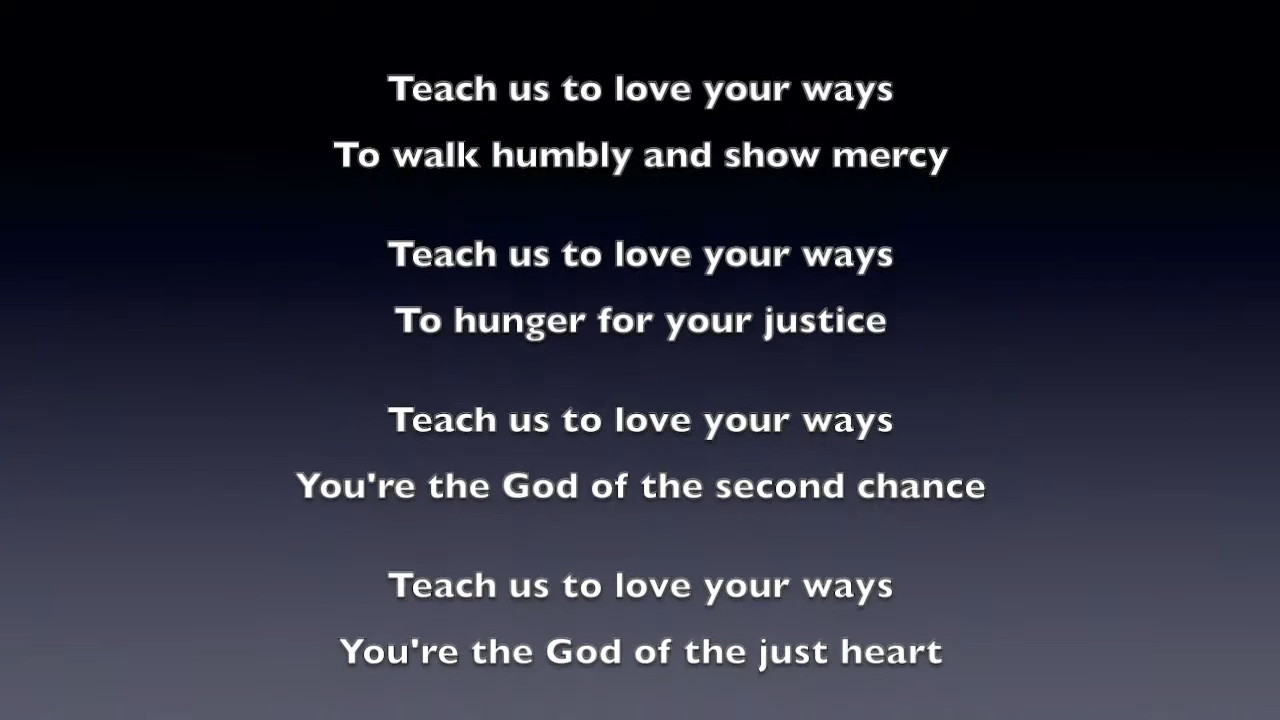 Teach us to love your ways
To walk humbly and show mercy
Teach us to love your ways
To hunger for your justice
Teach us to love your ways
You're the God of the second chance
Teach us to love your ways
You're the God of the just heart